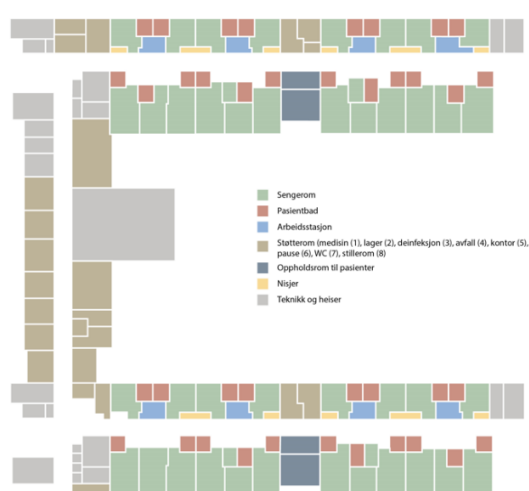 Sengerom
Pasientbad
Arbeidsstasjon
Støtterom (medisin (1), lager (2), deinfeksjon (3), avfall (4), kontor (5),
pause (6), WC (7), stillerom (8)
Oppholdsrom til pasienter
Nisjer
Teknikk og heiser